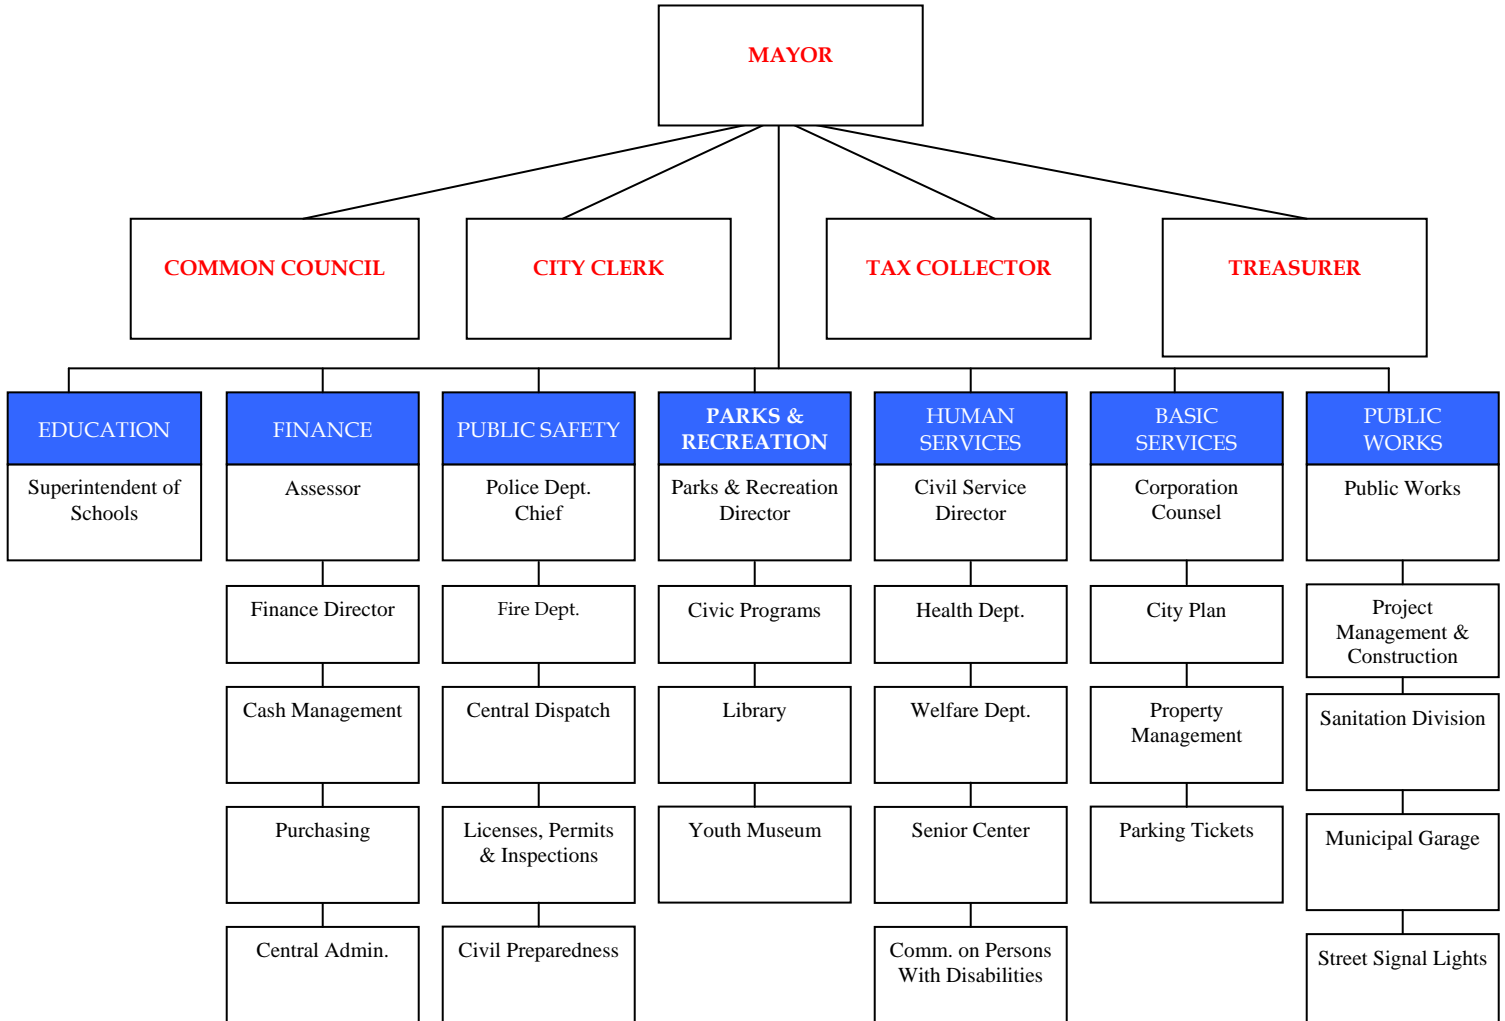 MAYOR
COMMON COUNCIL
CITY CLERK
TAX COLLECTOR
TREASURER
EDUCATION
Superintendent of
Schools
FINANCE
Assessor
Finance Director
Cash Management
Purchasing
Central Admin.
PUBLIC SAFETY
Police Dept.
Chief
Fire Dept.
Central Dispatch
Licenses, Permits
& Inspections
Civil Preparedness
PARKS &
RECREATION
Parks & Recreation
Director
Civic Programs
Library
Youth Museum
HUMAN
SERVICES
Civil Service
Director
Health Dept.
Welfare Dept.
Senior Center
Comm. on Persons
With Disabilities
BASIC
SERVICES
Corporation
Counsel
City Plan
Property
Management
Parking Tickets
PUBLIC
WORKS
Public Works
Project
Management &
Construction
Sanitation Division
Municipal Garage
Street Signal Lights